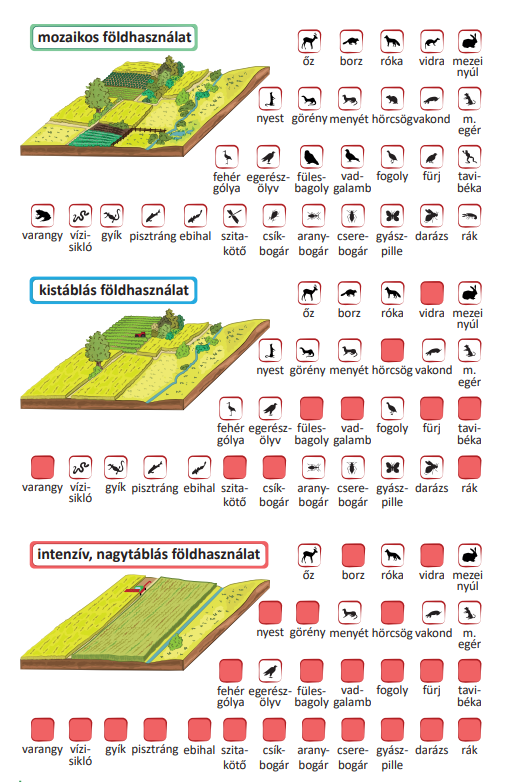 mozaikos földhasználat
őz borz róka vidra mezei
nyúl
nyest görény menyét hörcsög vakond m.
egér
fehér egerész- füles- vad- fogoly fürj tavi-
gólya ölyv bagoly galamb béka
varangy vízi- gyík pisztráng ebihal szita- csík- arany- csere- gyász- darázs rák
sikló kötő bogár bogár bogár pille
kistáblás földhasználat
őz borz róka vidra mezei
nyúl
nyest görény menyét hörcsög vakond m.
egér
fehér egerész- füles- vad- fogoly fürj tavi-
gólya ölyv bagoly galamb béka
varangy vízi- gyík pisztráng ebihal szita- csík- arany- csere- gyász- darázs rák
sikló kötő bogár bogár bogár pille
intenzív, nagytáblás földhasználat
őz borz róka vidra mezei
nyúl
nyest görény menyét hörcsög vakond m.
egér
fehér egerész- füles- vad- fogoly fürj tavi-
gólya ölyv bagoly galamb béka
varangy vízi- gyík pisztráng ebihal szita- csík- arany- csere- gyász- darázs rák
sikló kötő bogár bogár bogár pille